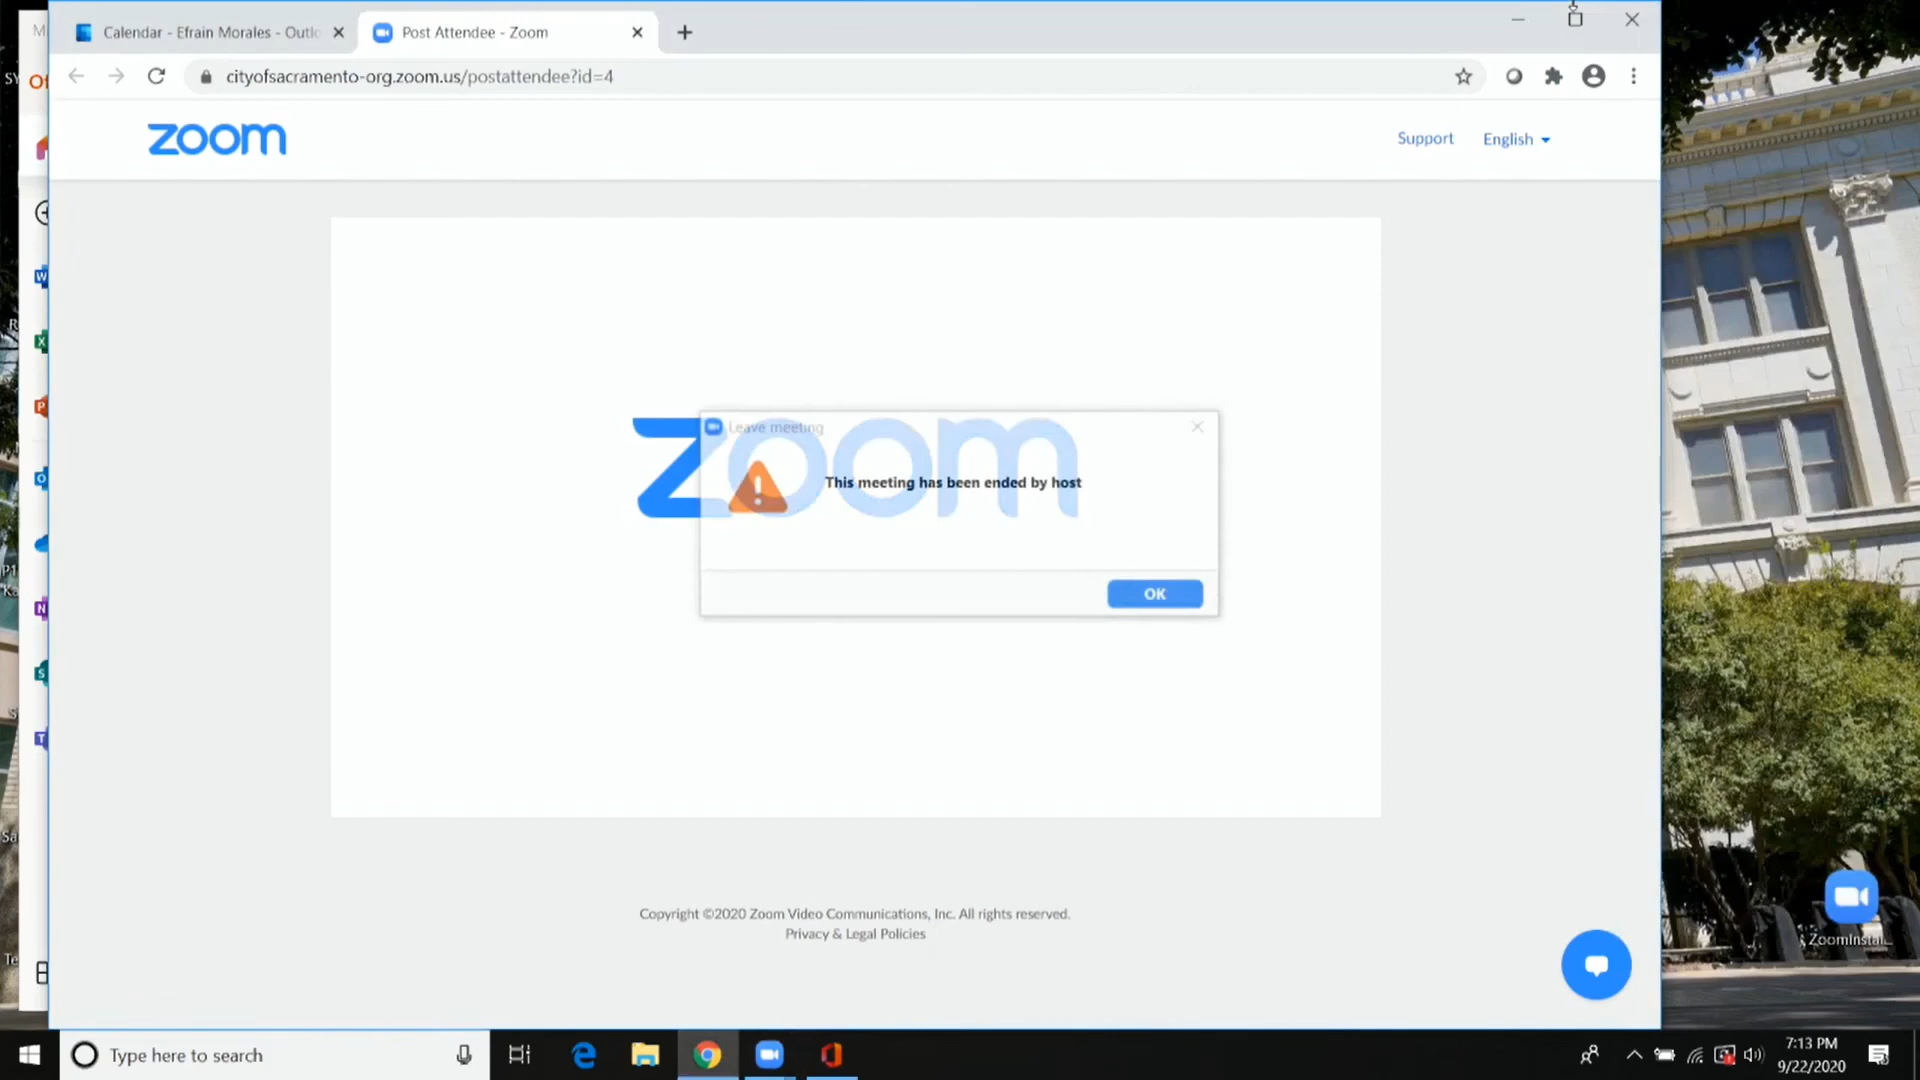 Calendar - Efrain Morales - Outlo
Post Attendee - Zoom
cityofsacramento-org.zoom.us/postattendee?id=4
zoom
Support
English
zoom
Leave meeting
This meeting has been ended by host
OK
Copyright ©2020 Zoom Video Communications, Inc. All rights reserved.
Privacy & Legal Policies
ZoomInstal...
Type here to search
7:13 PM
9/22/2020